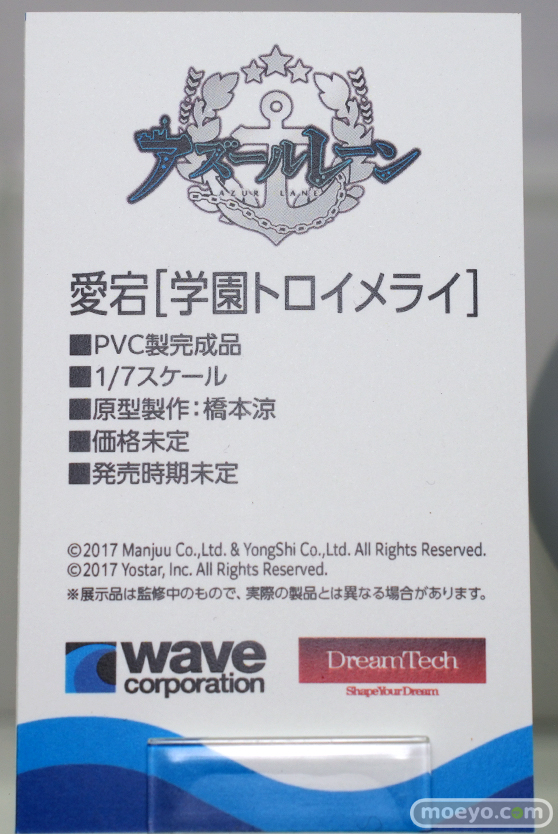 アズールレーン
AZUR LANE
愛宕[学園トロイメライ]
■PVC製完成品
■1/7スケール
■原型製作：橋本涼
■価格未定
■発売時期未定
©2017 Manjuu Co.,Ltd. & YongShi Co.,Ltd. All Rights Reserved.
©2017 Yostar, Inc. All Rights Reserved.
※展示品は監修中のもので、実際の製品とは異なる場合があります。
wave
corporation
DreamTech
ShapeYourDream
moeyo.com